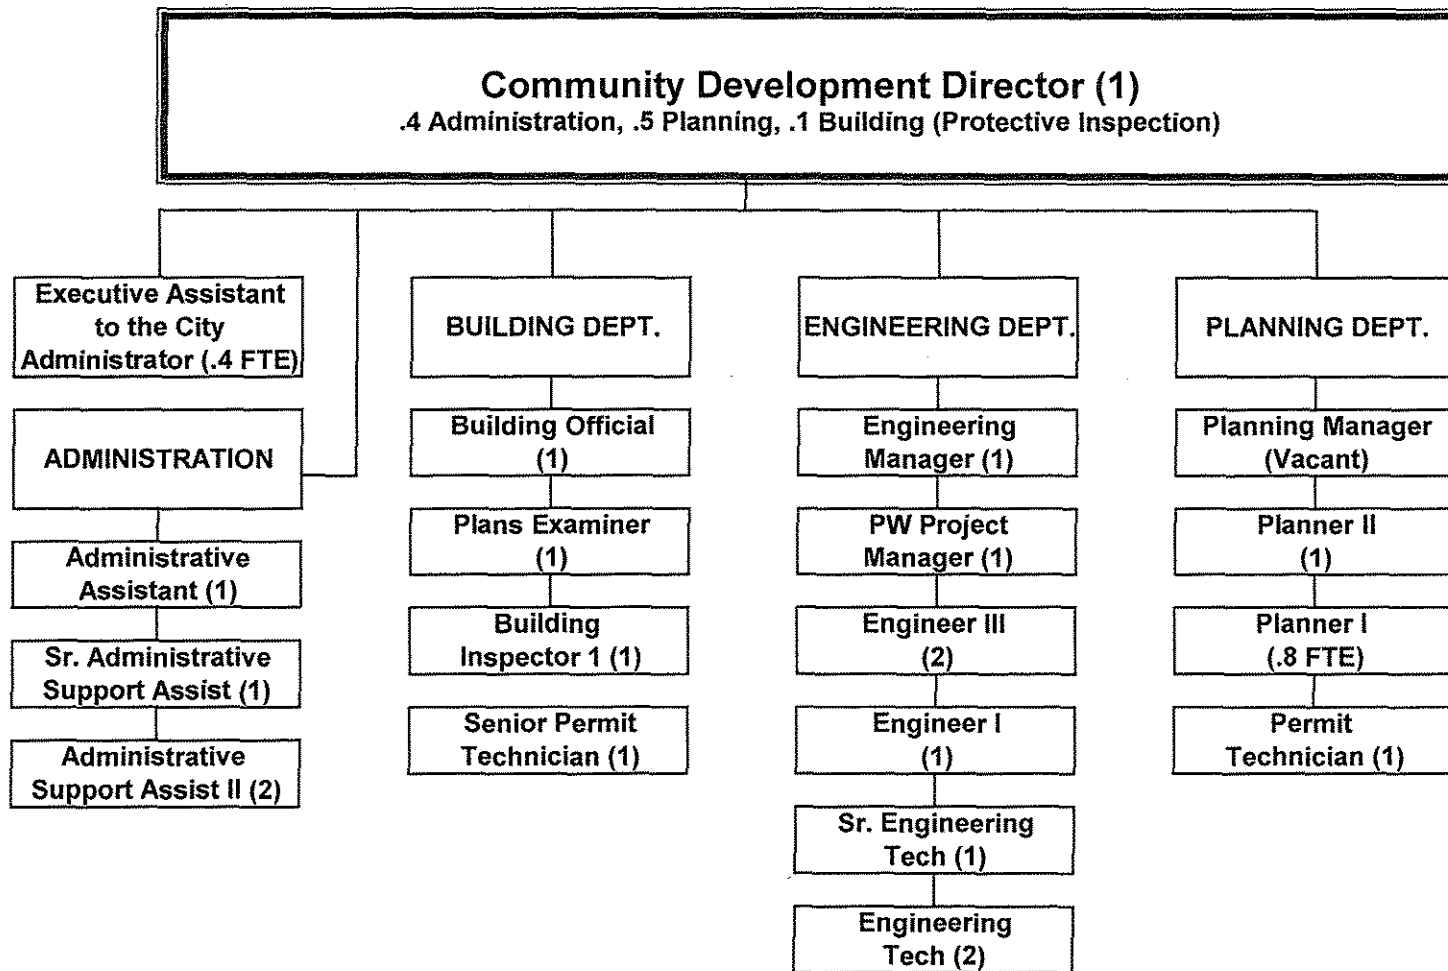 Community Development Director (1)
.4 Administration, .5 Planning, .1 Building (Protective Inspection)
Executive Assistant
to the City
Administrator (.4 FTE)
ADMINISTRATION
Administrative
Assistant (1)
Sr. Administrative
Support Assist (1)
Administrative
Support Assist II (2)
BUILDING DEPT.
Building Official
(1)
Plans Examiner
(1)
Building
Inspector 1 (1)
Senior Permit
Technician (1)
ENGINEERING DEPT.
Engineering
Manager (1)
PW Project
Manager (1)
Engineer III
(2)
Engineer I
(1)
Sr. Engineering
Tech (1)
Engineering
Tech (2)
PLANNING DEPT.
Planning Manager
(Vacant)
Planner II
(1)
Planner I
(.8 FTE)
Permit
Technician (1)